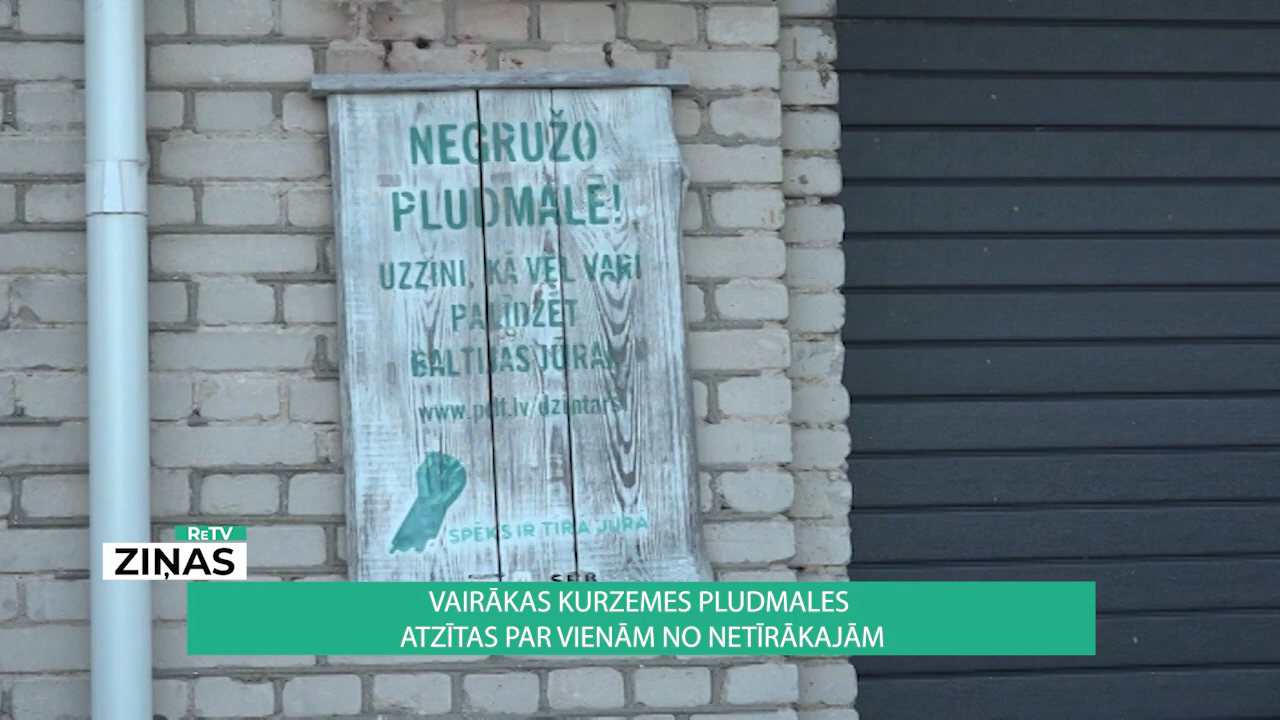 NEGRUŽO
PLUDMALĒ!
UZZINI, KĀ VĒL VARI
PALĪDZĒT
BALTIJAS JŪRAI
www.pdf.lv/dzintars
SPĒKS IR TĪRĀ JŪRĀ
SEB
ReTV
ZIŅAS
VAIRĀKAS KURZEMES PLUDMALES
ATZĪTAS PAR VIENĀM NO NETĪRĀKAJĀM